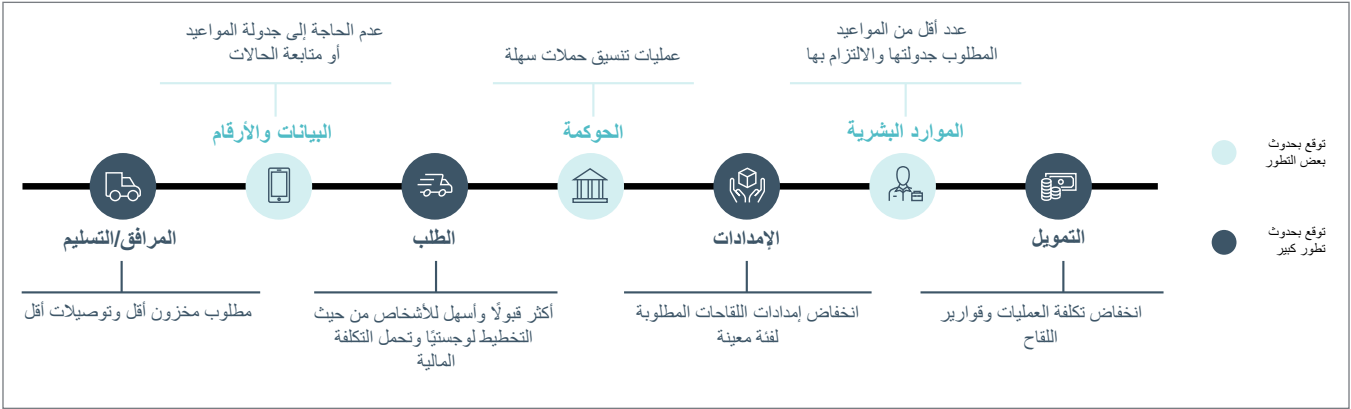 توقع بحدوث
بعض التطور
توقع بحدوث
تطور كبير
التمويل
انخفاض تكلفة العمليات وقوارير
اللقاح
عدد أقل من المواعيد
المطلوب جدولتها والالتزام بها
الموارد البشرية
الإمدادات
انخفاض إمدادات اللقاحات المطلوبة
لفئة معينة
عمليات تنسيق حملات سهلة
الحوكمة
الطلب
أكثر قبولًا وأسهل للأشخاص من حيث
التخطيط لوجستيًا وتحمل التكلفة
المالية
عدم الحاجة إلى جدولة المواعيد
أو متابعة الحالات
البيانات والأرقام
المرافق/التسليم
مطلوب مخزون أقل وتوصيلات أقل